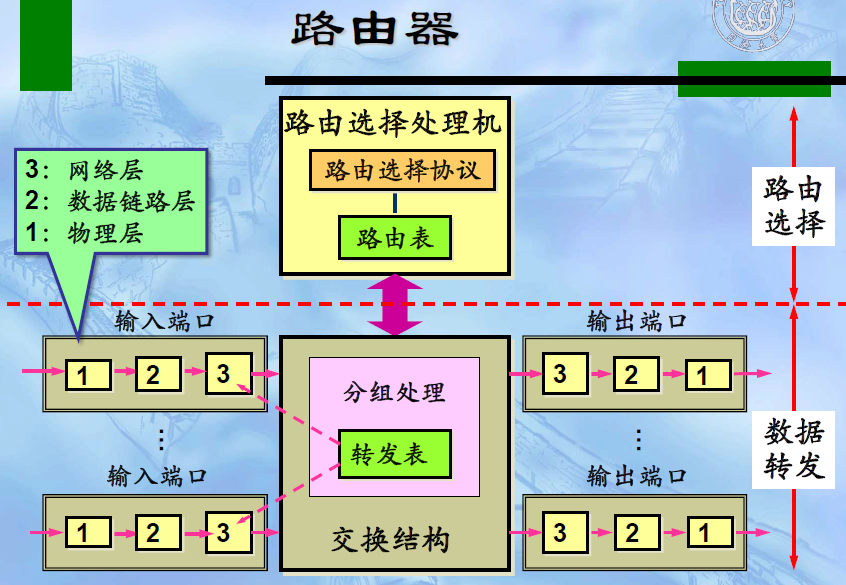 路由器
路由选择处理机
路由选择协议
路由表
3： 网络层
2： 数据链路层
1： 物理层
路由
选择
输入端口
输出端口
1
2
3
3
2
1
分组处理
转发表
⋮
⋮
数据
转发
输入端口
输出端口
1
2
3
3
2
1
交换结构